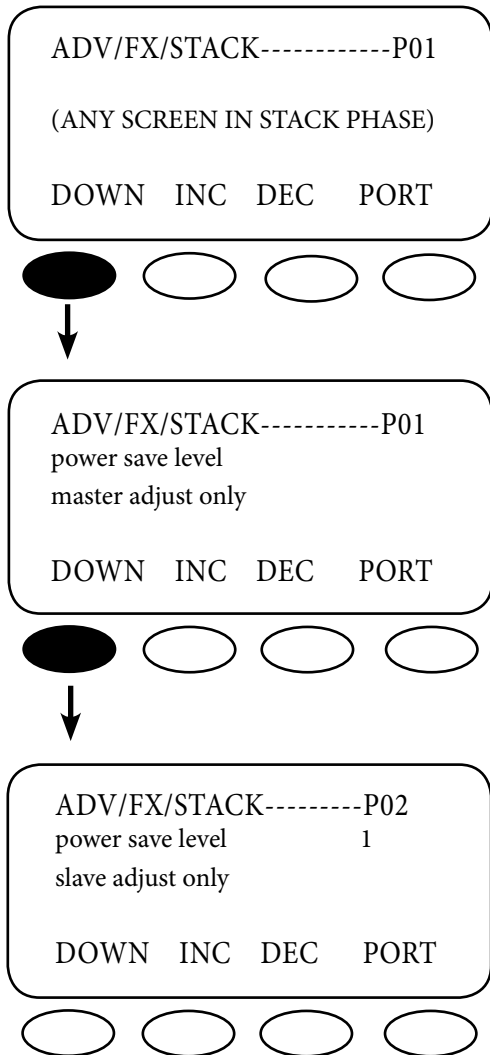 ADV/FX/STACK------------P01
(ANY SCREEN IN STACK PHASE)
DOWN INC DEC PORT
ADV/FX/STACK-----------P01
power save level
master adjust only
DOWN INC DEC PORT
ADV/FX/STACK---------P02
power save level 1
slave adjust only
DOWN INC DEC PORT